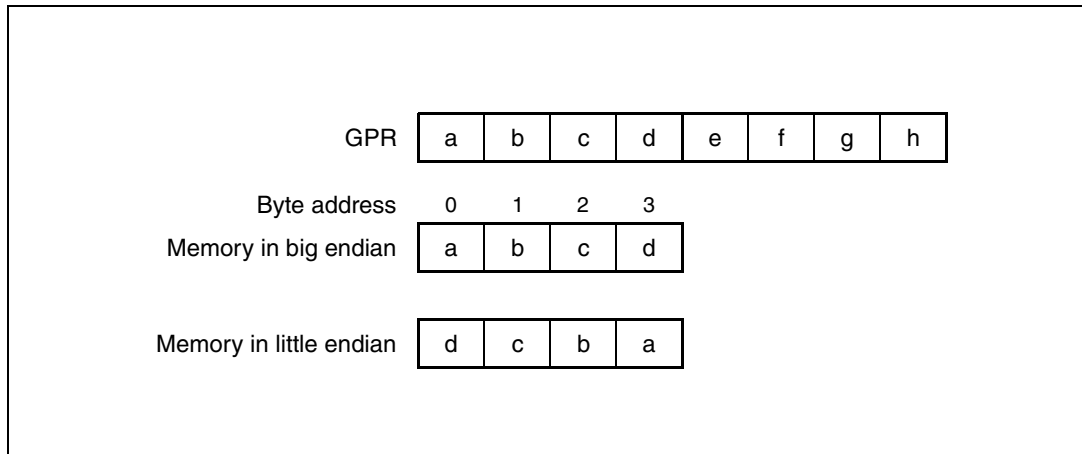 GPR a b c d e f g h
Byte address 0 1 2 3
Memory in big endian a b c d
Memory in little endian d c b a